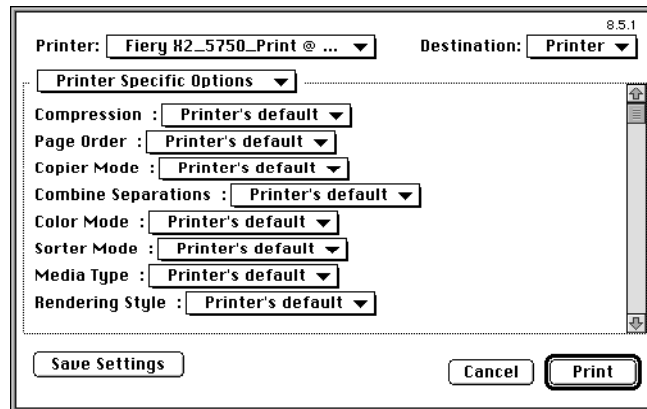 8.5.1
Printer: Fiery X2_5750_Print @ ... Destination: Printer
Printer Specific Options
Compression : Printer's default
Page Order : Printer's default
Copier Mode : Printer's default
Combine Separations : Printer's default
Color Mode : Printer's default
Sorter Mode : Printer's default
Media Type : Printer's default
Rendering Style : Printer's default
Save Settings Cancel Print